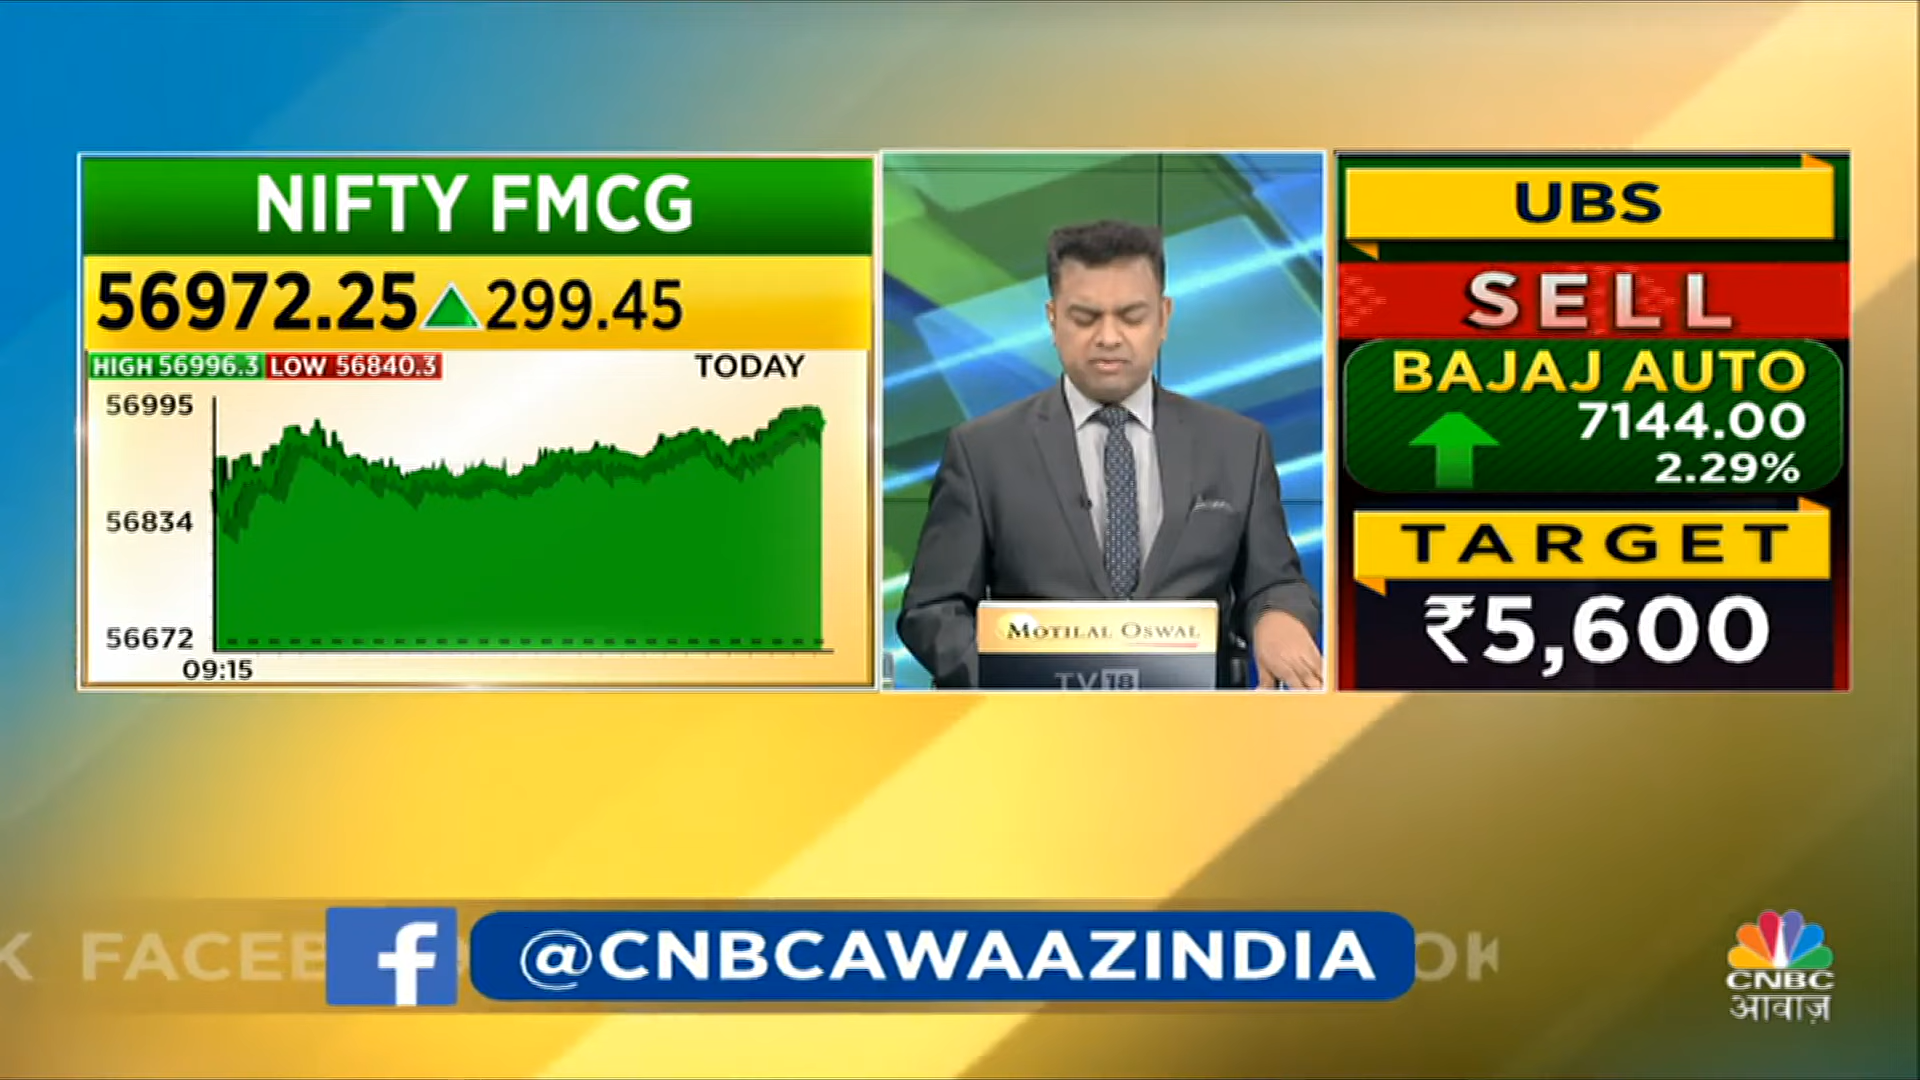 NIFTY FMCG
56972.25 299.45
HIGH 56996.3 LOW 56840.3
TODAY
56995
56834
56672
09:15
MOTILAL OSWAL
TV18
UBS
SELL
BAJAJ AUTO
7144.00
2.29%
TARGET
₹5,600
K FACEB
f
@CNBCAWAAZINDIA
OK
CNBC
आवाज़